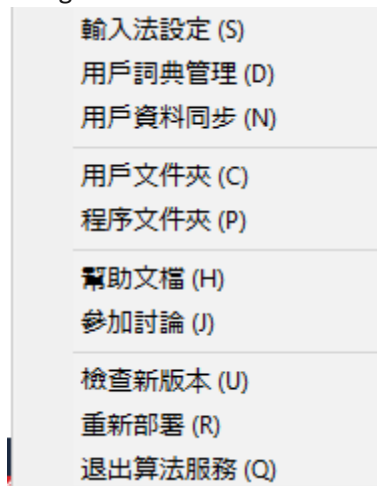 輸入法設定 (S)
用戶詞典管理 (D)
用戶資料同步 (N)
用戶文件夾 (C)
程序文件夾 (P)
幫助文檔 (H)
參加討論 (J)
檢查新版本 (U)
重新部署 (R)
退出算法服務 (Q)